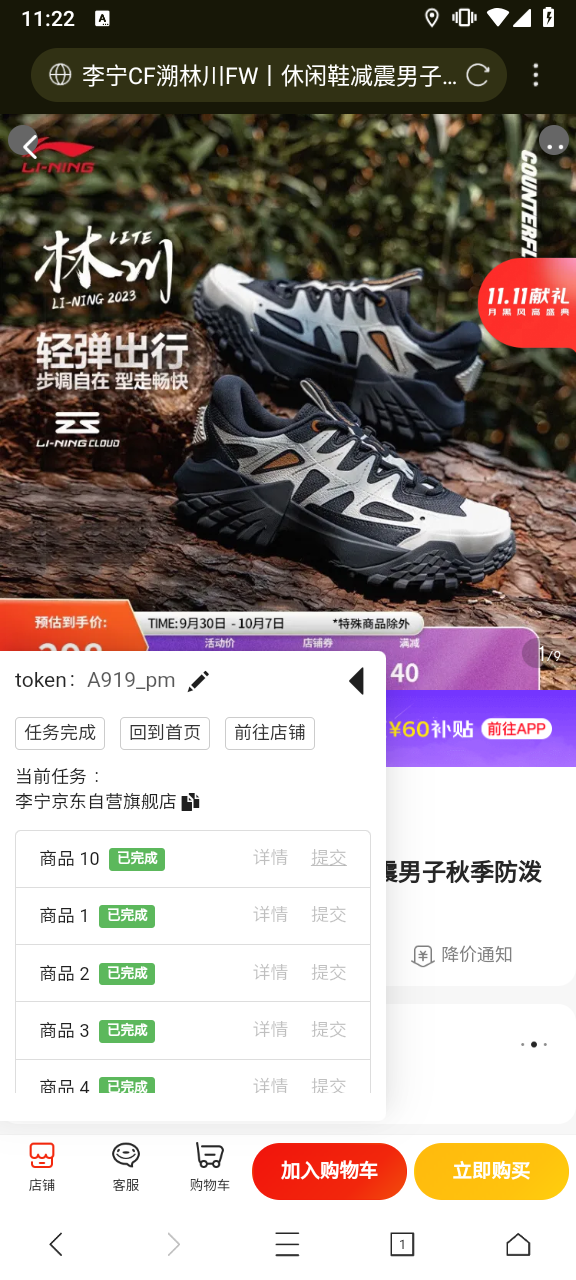 11:22
A
李宁CF溯林川FW丨休闲鞋减震男子...
LI-NING
COUNTERFL
LITE
林川
LI-NING 2023
11.11献礼
月黑风高盛典
轻弹出行
步调自在 型走畅快
LI-NING CLOUD
预估到手价:
TIME:9月30日 - 10月7日
*特殊商品除外
活动价
店铺券
满减
40
1/9
¥60补贴
前往APP
token： A919_pm
任务完成
回到首页
前往店铺
当前任务：
李宁京东自营旗舰店
商品 10 已完成 详情 提交
商品 1 已完成 详情 提交
商品 2 已完成 详情 提交
商品 3 已完成 详情 提交
商品 4 已完成 详情 提交
震男子秋季防泼
降价通知
店铺
客服
购物车
加入购物车
立即购买
1